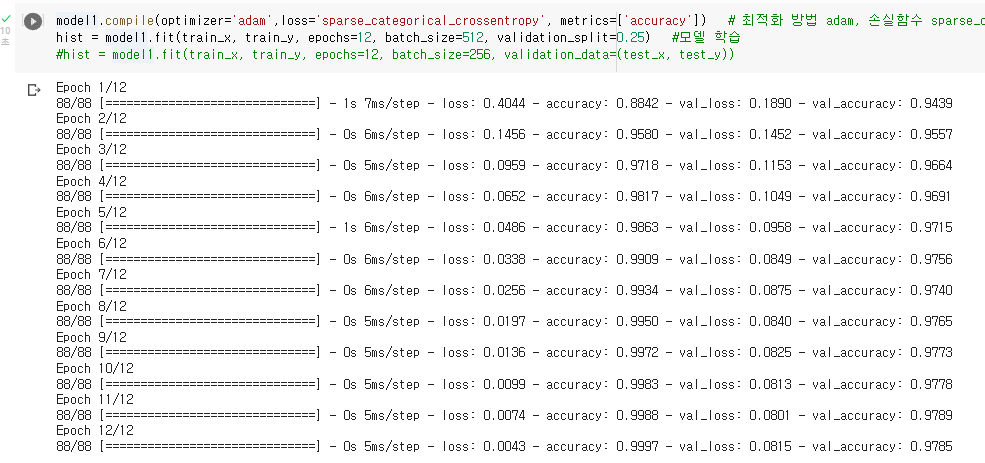 model1.compile(optimizer='adam',loss='sparse_categorical_crossentropy', metrics=['accuracy'])   # 최적화 방법 adam, 손실함수 sparse_c
hist = model1.fit(train_x, train_y, epochs=12, batch_size=512, validation_split=0.25)   #모델 학습
#hist = model1.fit(train_x, train_y, epochs=12, batch_size=256, validation_data=(test_x, test_y))
10
초
Epoch 1/12
88/88 [==============================] - 1s 7ms/step - loss: 0.4044 - accuracy: 0.8842 - val_loss: 0.1890 - val_accuracy: 0.9439
Epoch 2/12
88/88 [==============================] - 0s 6ms/step - loss: 0.1456 - accuracy: 0.9580 - val_loss: 0.1452 - val_accuracy: 0.9557
Epoch 3/12
88/88 [==============================] - 0s 5ms/step - loss: 0.0959 - accuracy: 0.9718 - val_loss: 0.1153 - val_accuracy: 0.9664
Epoch 4/12
88/88 [==============================] - 0s 6ms/step - loss: 0.0652 - accuracy: 0.9817 - val_loss: 0.1049 - val_accuracy: 0.9691
Epoch 5/12
88/88 [==============================] - 1s 6ms/step - loss: 0.0486 - accuracy: 0.9863 - val_loss: 0.0958 - val_accuracy: 0.9715
Epoch 6/12
88/88 [==============================] - 0s 6ms/step - loss: 0.0338 - accuracy: 0.9909 - val_loss: 0.0849 - val_accuracy: 0.9756
Epoch 7/12
88/88 [==============================] - 0s 6ms/step - loss: 0.0256 - accuracy: 0.9934 - val_loss: 0.0875 - val_accuracy: 0.9740
Epoch 8/12
88/88 [==============================] - 0s 5ms/step - loss: 0.0197 - accuracy: 0.9950 - val_loss: 0.0840 - val_accuracy: 0.9765
Epoch 9/12
88/88 [==============================] - 0s 5ms/step - loss: 0.0136 - accuracy: 0.9972 - val_loss: 0.0825 - val_accuracy: 0.9773
Epoch 10/12
88/88 [==============================] - 0s 5ms/step - loss: 0.0099 - accuracy: 0.9983 - val_loss: 0.0813 - val_accuracy: 0.9778
Epoch 11/12
88/88 [==============================] - 0s 5ms/step - loss: 0.0074 - accuracy: 0.9988 - val_loss: 0.0801 - val_accuracy: 0.9789
Epoch 12/12
88/88 [==============================] - 0s 5ms/step - loss: 0.0043 - accuracy: 0.9997 - val_loss: 0.0815 - val_accuracy: 0.9785